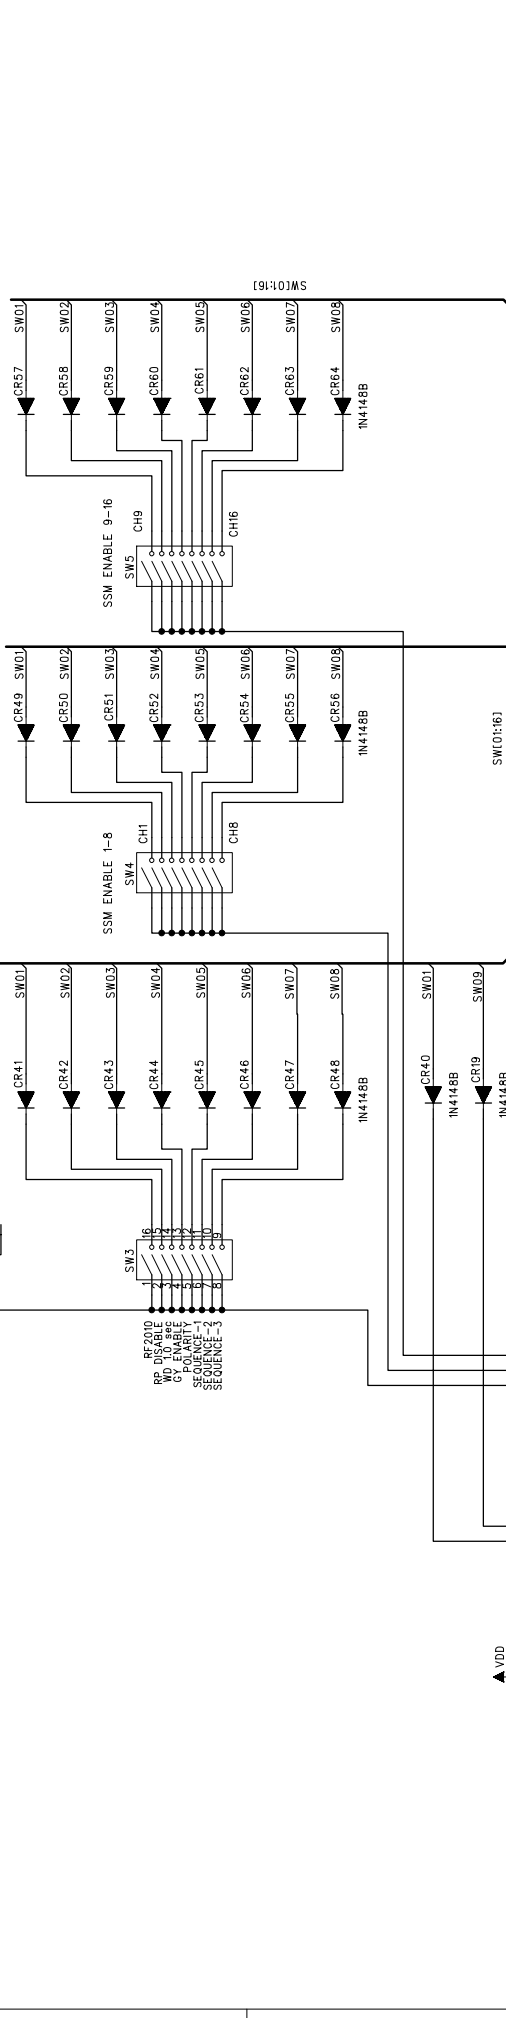 SW[01:16]
SW01
SW02
SW03
SW04
SW05
SW06
SW07
SW08
CR57
CR58
CR59
CR60
CR61
CR62
CR63
CR64
1N4148B
SSM ENABLE 9-16
CH9
CH16
SW5
SW01
SW02
SW03
SW04
SW05
SW06
SW07
SW08
CR49
CR50
CR51
CR52
CR53
CR54
CR55
CR56
1N4148B
SW[01:16]
SSM ENABLE 1-8
CH1
CH8
SW4
SW01
SW02
SW03
SW04
SW05
SW06
SW07
SW08
SW01
SW09
CR41
CR42
CR43
CR44
CR45
CR46
CR47
CR48
1N4148B
CR40
1N4148B
CR19
1N4148B
SW3
16
15
14
13
12
11
10
9
1
2
3
4
5
6
7
8
RF2010
RP DISABLE
WD 1.0 sec
GY ENABLE
POLARITY
SEQUENCE-1
SEQUENCE-2
SEQUENCE-3
VDD